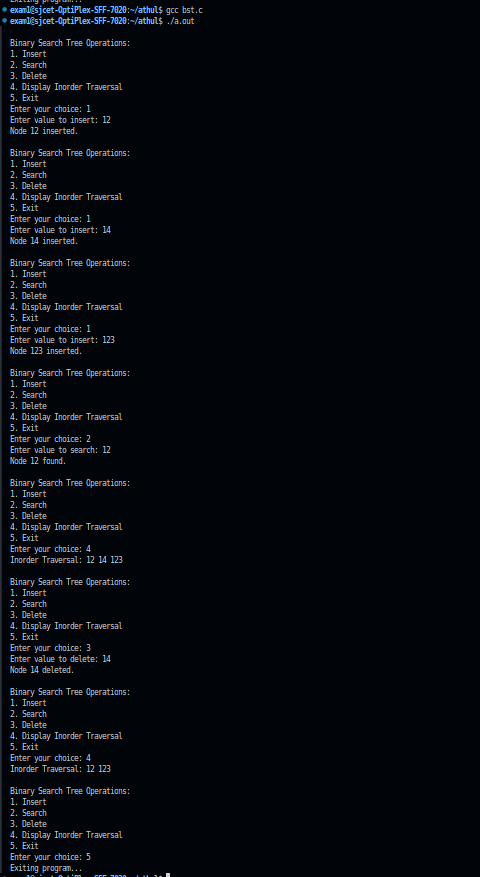 Exiting program...
exam1@sjcet-OptiPlex-SFF-7020:~/athul$ gcc bst.c
exam1@sjcet-OptiPlex-SFF-7020:~/athul$ ./a.out

Binary Search Tree Operations:
1. Insert
2. Search
3. Delete
4. Display Inorder Traversal
5. Exit
Enter your choice: 1
Enter value to insert: 12
Node 12 inserted.

Binary Search Tree Operations:
1. Insert
2. Search
3. Delete
4. Display Inorder Traversal
5. Exit
Enter your choice: 1
Enter value to insert: 14
Node 14 inserted.

Binary Search Tree Operations:
1. Insert
2. Search
3. Delete
4. Display Inorder Traversal
5. Exit
Enter your choice: 1
Enter value to insert: 123
Node 123 inserted.

Binary Search Tree Operations:
1. Insert
2. Search
3. Delete
4. Display Inorder Traversal
5. Exit
Enter your choice: 2
Enter value to search: 12
Node 12 found.

Binary Search Tree Operations:
1. Insert
2. Search
3. Delete
4. Display Inorder Traversal
5. Exit
Enter your choice: 4
Inorder Traversal: 12 14 123

Binary Search Tree Operations:
1. Insert
2. Search
3. Delete
4. Display Inorder Traversal
5. Exit
Enter your choice: 3
Enter value to delete: 14
Node 14 deleted.

Binary Search Tree Operations:
1. Insert
2. Search
3. Delete
4. Display Inorder Traversal
5. Exit
Enter your choice: 4
Inorder Traversal: 12 123

Binary Search Tree Operations:
1. Insert
2. Search
3. Delete
4. Display Inorder Traversal
5. Exit
Enter your choice: 5
Exiting program...